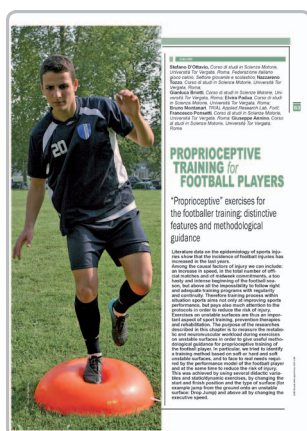 Stefano D'Ottavio, Corso di studi in Scienze Motorie,
Università Tor Vergata, Roma, Federazione italiano
gioco calcio, Settore giovanile e scolastico; Nazzareno
Tozzo, Corso di studi in Scienze Motorie, Università Tor
Vergata, Roma;
Gianluca Briotti, Corso di studi in Scienze Motorie, Uni-
versità Tor Vergata, Roma, Roma; Elvira Padua, Corso di studi
in Scienze Motorie, Università Tor Vergata, Roma;
Bruno Montanari, TRIAL Applied Research Lab. Forlì;
Francesco Ponsetti, Corso di studi in Scienze Motorie,
Università Tor Vergata, Roma; Giuseppe Asnino, Corso di
studi in Scienze Motorie, Università Tor Vergata,
Roma
PROPRIOCEPTIVE
TRAINING for
FOOTBALL PLAYERS
"Proprioceptive" exercises for
the footballer training: distinctive
features and methodological
guidance
Literature data on the epidemiology of sports inju-
ries show that the incidence of football injuries has
increased in the last years.
Among the causal factors of injury we can include:
an increase in speed, in the total number of offi-
cial matches and of midweek commitments, a too
hasty and intense beginning of the football sea-
son, but above all the impossibility to follow right
and adequate training programs with regularity
and continuity. Therefore training process within
situation sports aims not only at improving sports
performance, but pays also much attention to the
protocols in order to reduce the risk of injury.
Exercises on unstable surfaces are thus an impor-
tant aspect of sport training, prevention-therapies
and rehabilitation. The purpose of the researches
described in this chapter is to measure the metabo-
lic and neuromuscular workload during exercises
on unstable surfaces in order to give useful metho-
dological guidance for proprioceptive training of
the football player. In particular, we tried to identify
a training method based on soft or hard and soft
unstable surfaces, and to face to real needs requi-
red by the performance model of the football player
and at the same time to reduce the risk of injury.
This was achieved by using several didactic varia-
bles and static/dynamic exercises, by changing the
start and finish position and the type of surface (for
example jump from the ground onto an unstable
surface: Drop Jump) and above all by changing the
executive speed.
20